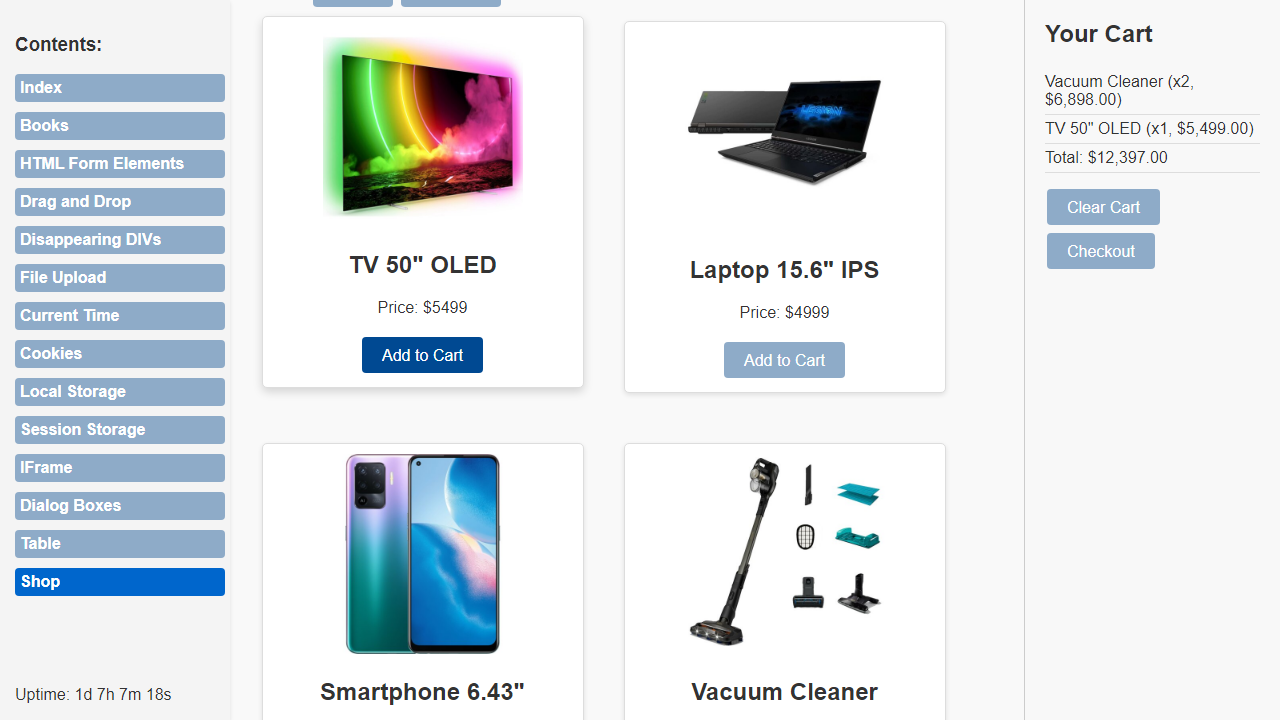 Contents:
Index
Books
HTML Form Elements
Drag and Drop
Disappearing DIVs
File Upload
Current Time
Cookies
Local Storage
Session Storage
IFrame
Dialog Boxes
Table
Shop
Uptime: 1d 7h 7m 18s
TV 50" OLED
Price: $5499
Add to Cart
Laptop 15.6" IPS
Price: $4999
Add to Cart
Smartphone 6.43"
Vacuum Cleaner
Your Cart
Vacuum Cleaner (x2,
$6,898.00)
TV 50" OLED (x1, $5,499.00)
Total: $12,397.00
Clear Cart
Checkout